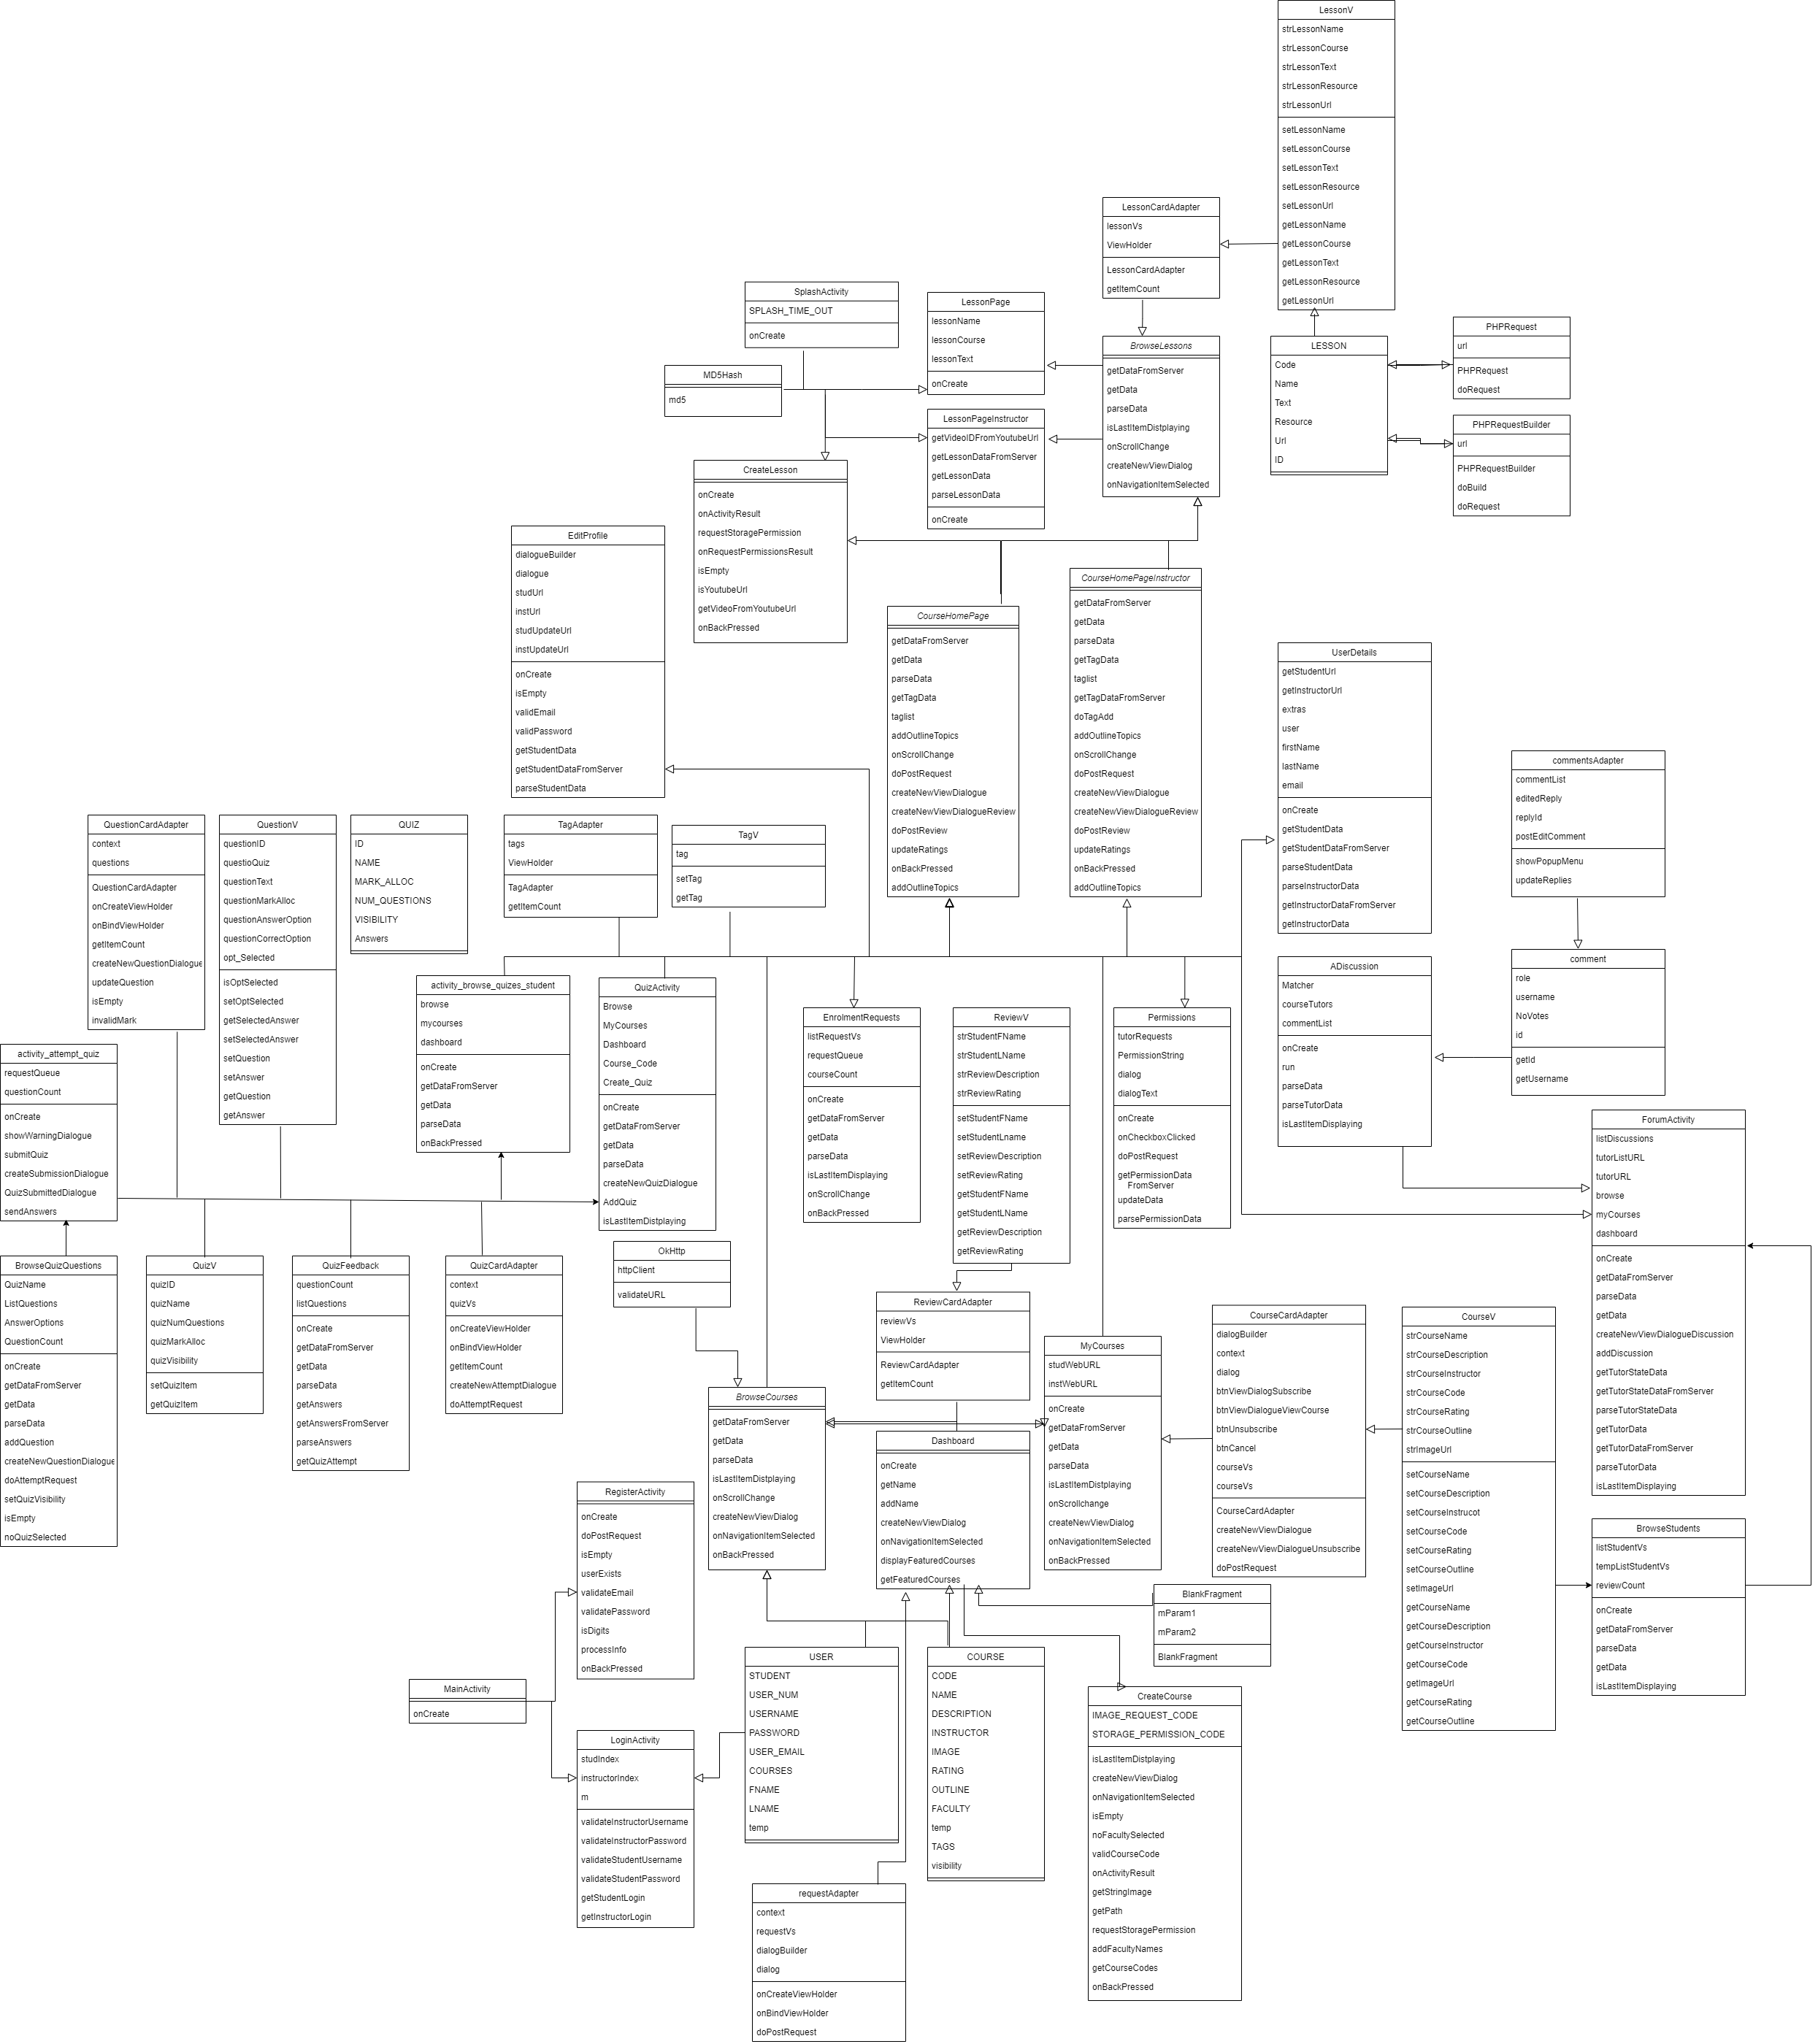 LessonV
strLessonName
strLessonCourse
strLessonText
strLessonResource
strLessonUrl
setLessonName
setLessonCourse
setLessonText
setLessonResource
setLessonUrl
getLessonName
getLessonCourse
getLessonText
getLessonResource
getLessonUrl
LessonCardAdapter
lessonVs
ViewHolder
LessonCardAdapter
getItemCount
SplashActivity
SPLASH_TIME_OUT
onCreate
LessonPage
lessonName
lessonCourse
lessonText
onCreate
BrowseLessons
getDataFromServer
getData
parseData
isLastItemDistplaying
onScrollChange
createNewViewDialog
onNavigationItemSelected
LESSON
Code
Name
Text
Resource
Url
ID
PHPRequest
url
PHPRequest
doRequest
PHPRequestBuilder
url
PHPRequestBuilder
doBuild
doRequest
MD5Hash
md5
LessonPageInstructor
getVideoIDFromYoutubeUrl
getLessonDataFromServer
getLessonData
parseLessonData
onCreate
CreateLesson
onCreate
onActivityResult
requestStoragePermission
onRequestPermissionsResult
isEmpty
isYoutubeUrl
getVideoFromYoutubeUrl
onBackPressed
EditProfile
dialogueBuilder
dialogue
studUrl
instUrl
studUpdateUrl
instUpdateUrl
onCreate
isEmpty
validEmail
validPassword
getStudentData
getStudentDataFromServer
parseStudentData
CourseHomePage
getDataFromServer
getData
parseData
getTagData
taglist
addOutlineTopics
onScrollChange
doPostRequest
createNewViewDialogue
createNewViewDialogueReview
doPostReview
updateRatings
onBackPressed
addOutlineTopics
CourseHomePageInstructor
getDataFromServer
getData
parseData
getTagData
taglist
getTagDataFromServer
doTagAdd
addOutlineTopics
onScrollChange
doPostRequest
createNewViewDialogue
createNewViewDialogueReview
doPostReview
updateRatings
onBackPressed
addOutlineTopics
UserDetails
getStudentUrl
getInstructorUrl
extras
user
firstName
lastName
email
onCreate
getStudentData
getStudentDataFromServer
parseStudentData
parseInstructorData
getInstructorDataFromServer
getInstructorData
commentsAdapter
commentList
editedReply
replyId
postEditComment
showPopupMenu
updateReplies
QuestionCardAdapter
context
questions
QuestionCardAdapter
onCreateViewHolder
onBindViewHolder
getItemCount
createNewQuestionDialogue
updateQuestion
isEmpty
invalidMark
QuestionV
questionID
questioQuiz
questionText
questionMarkAlloc
questionAnswerOption
questionCorrectOption
opt_Selected
isOptSelected
setOptSelected
getSelectedAnswer
setSelectedAnswer
setQuestion
setAnswer
getQuestion
getAnswer
QUIZ
ID
NAME
MARK_ALLOC
NUM_QUESTIONS
VISIBILITY
Answers
TagAdapter
tags
ViewHolder
TagAdapter
getItemCount
TagV
tag
setTag
getTag
activity_browse_quizes_student
browse
mycourses
dashboard
onCreate
getDataFromServer
getData
parseData
onBackPressed
QuizActivity
Browse
MyCourses
Dashboard
Course_Code
Create_Quiz
onCreate
getDataFromServer
getData
parseData
createNewQuizDialogue
AddQuiz
isLastItemDistplaying
EnrolmentRequests
listRequestVs
requestQueue
courseCount
onCreate
getDataFromServer
getData
parseData
isLastItemDisplaying
onScrollChange
onBackPressed
ReviewV
strStudentFName
strStudentLName
strReviewDescription
strReviewRating
setStudentFName
setStudentLname
setReviewDescription
setReviewRating
getStudentFName
getStudentLName
getReviewDescription
getReviewRating
Permissions
tutorRequests
PermissionString
dialog
dialogText
onCreate
onCheckboxClicked
doPostRequest
getPermissionData
FromServer
updateData
parsePermissionData
ADiscussion
Matcher
courseTutors
commentList
onCreate
run
parseData
parseTutorData
isLastItemDisplaying
comment
role
username
NoVotes
id
getId
getUsername
activity_attempt_quiz
requestQueue
questionCount
onCreate
showWarningDialogue
submitQuiz
createSubmissionDialogue
QuizSubmittedDialogue
sendAnswers
ForumActivity
listDiscussions
tutorListURL
tutorURL
browse
myCourses
dashboard
onCreate
getDataFromServer
parseData
getData
createNewViewDialogueDiscussion
addDiscussion
getTutorStateData
getTutorStateDataFromServer
parseTutorStateData
getTutorData
getTutorDataFromServer
parseTutorData
isLastItemDisplaying
BrowseQuizQuestions
QuizName
ListQuestions
AnswerOptions
QuestionCount
onCreate
getDataFromServer
getData
parseData
addQuestion
createNewQuestionDialogue
doAttemptRequest
setQuizVisibility
isEmpty
noQuizSelected
QuizV
quizID
quizName
quizNumQuestions
quizMarkAlloc
quizVisibility
setQuizItem
getQuizItem
QuizFeedback
questionCount
listQuestions
onCreate
getDataFromServer
getData
parseData
getAnswers
getAnswersFromServer
parseAnswers
getQuizAttempt
QuizCardAdapter
context
quizVs
onCreateViewHolder
onBindViewHolder
getItemCount
createNewAttemptDialogue
doAttemptRequest
OkHttp
httpClient
validateURL
ReviewCardAdapter
reviewVs
ViewHolder
ReviewCardAdapter
getItemCount
BrowseCourses
getDataFromServer
getData
parseData
isLastItemDistplaying
onScrollChange
createNewViewDialog
onNavigationItemSelected
onBackPressed
Dashboard
onCreate
getName
addName
createNewViewDialog
onNavigationItemSelected
displayFeaturedCourses
getFeaturedCourses
MyCourses
studWebURL
instWebURL
onCreate
getDataFromServer
getData
parseData
isLastItemDistplaying
onScrollchange
createNewViewDialog
onNavigationItemSelected
onBackPressed
CourseCardAdapter
dialogBuilder
context
dialog
btnViewDialogSubscribe
btnViewDialogueViewCourse
btnUnsubscribe
btnCancel
courseVs
courseVs
CourseCardAdapter
createNewViewDialogue
createNewViewDialogueUnsubscribe
doPostRequest
CourseV
strCourseName
strCourseDescription
strCourseInstructor
strCourseCode
strCourseRating
strCourseOutline
strImageUrl
setCourseName
setCourseDescription
setCourseInstrucot
setCourseCode
setCourseRating
setCourseOutline
setImageUrl
getCourseName
getCourseDescription
getCourseInstructor
getCourseCode
getImageUrl
getCourseRating
getCourseOutline
BrowseStudents
listStudentVs
tempListStudentVs
reviewCount
onCreate
getDataFromServer
parseData
getData
isLastItemDisplaying
RegisterActivity
onCreate
doPostRequest
isEmpty
userExists
validateEmail
validatePassword
isDigits
processInfo
onBackPressed
BlankFragment
mParam1
mParam2
BlankFragment
MainActivity
onCreate
LoginActivity
studIndex
instructorIndex
m
validateInstructorUsername
validateInstructorPassword
validateStudentUsername
validateStudentPassword
getStudentLogin
getInstructorLogin
USER
STUDENT
USER_NUM
USERNAME
PASSWORD
USER_EMAIL
COURSES
FNAME
LNAME
temp
COURSE
CODE
NAME
DESCRIPTION
INSTRUCTOR
IMAGE
RATING
OUTLINE
FACULTY
temp
TAGS
visibility
CreateCourse
IMAGE_REQUEST_CODE
STORAGE_PERMISSION_CODE
isLastItemDistplaying
createNewViewDialog
onNavigationItemSelected
isEmpty
noFacultySelected
validCourseCode
onActivityResult
getStringImage
getPath
requestStoragePermission
addFacultyNames
getCourseCodes
onBackPressed
requestAdapter
context
requestVs
dialogBuilder
dialog
onCreateViewHolder
onBindViewHolder
doPostRequest